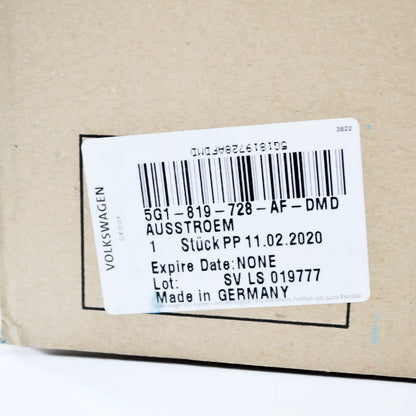 3822
5G1819728AFDMD
VOLKSWAGEN
GROUP
5G1-819-728-AF-DMD
AUSSTROEM
1 Stück PP 11.02.2020
Expire Date:NONE
Lot: SV LS 019777
Made in GERMANY